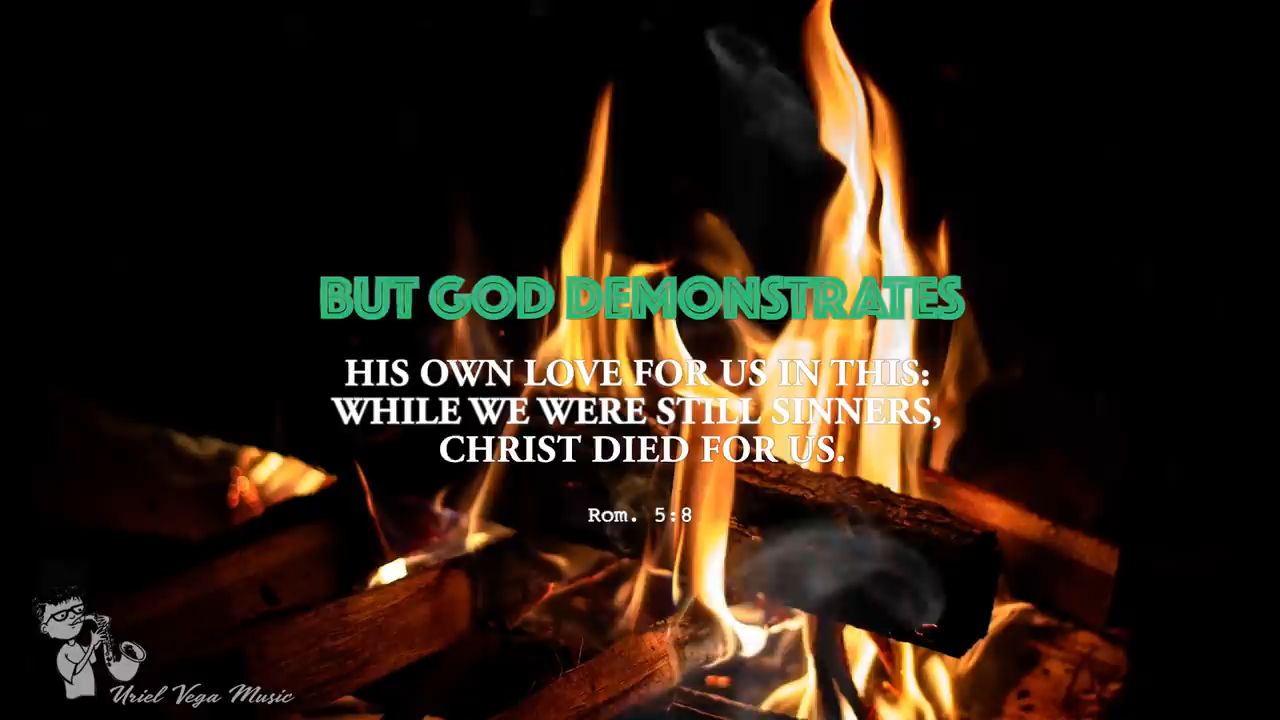 BUT GOD DEMONSTRATES
HIS OWN LOVE FOR US IN THIS:
WHILE WE WERE STILL SINNERS,
CHRIST DIED FOR US.
Rom. 5:8
Uriel Vega Music